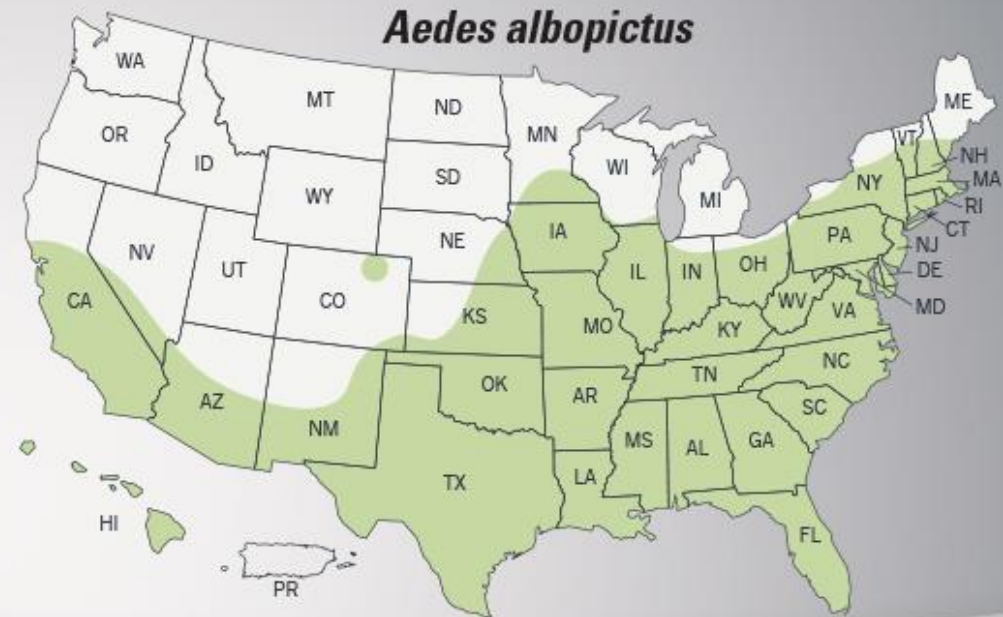 Aedes albopictus
WA
MT
ND
MN
ME
OR
ID
SD
WI
VT
NH
WY
MI
NY
MA
RI
NV
NE
IA
CT
UT
PA
NJ
CO
IL
IN
OH
DE
CA
KS
MO
WV
VA
MD
KY
AZ
NM
OK
TN
NC
AR
SC
MS
AL
GA
TX
LA
HI
FL
PR